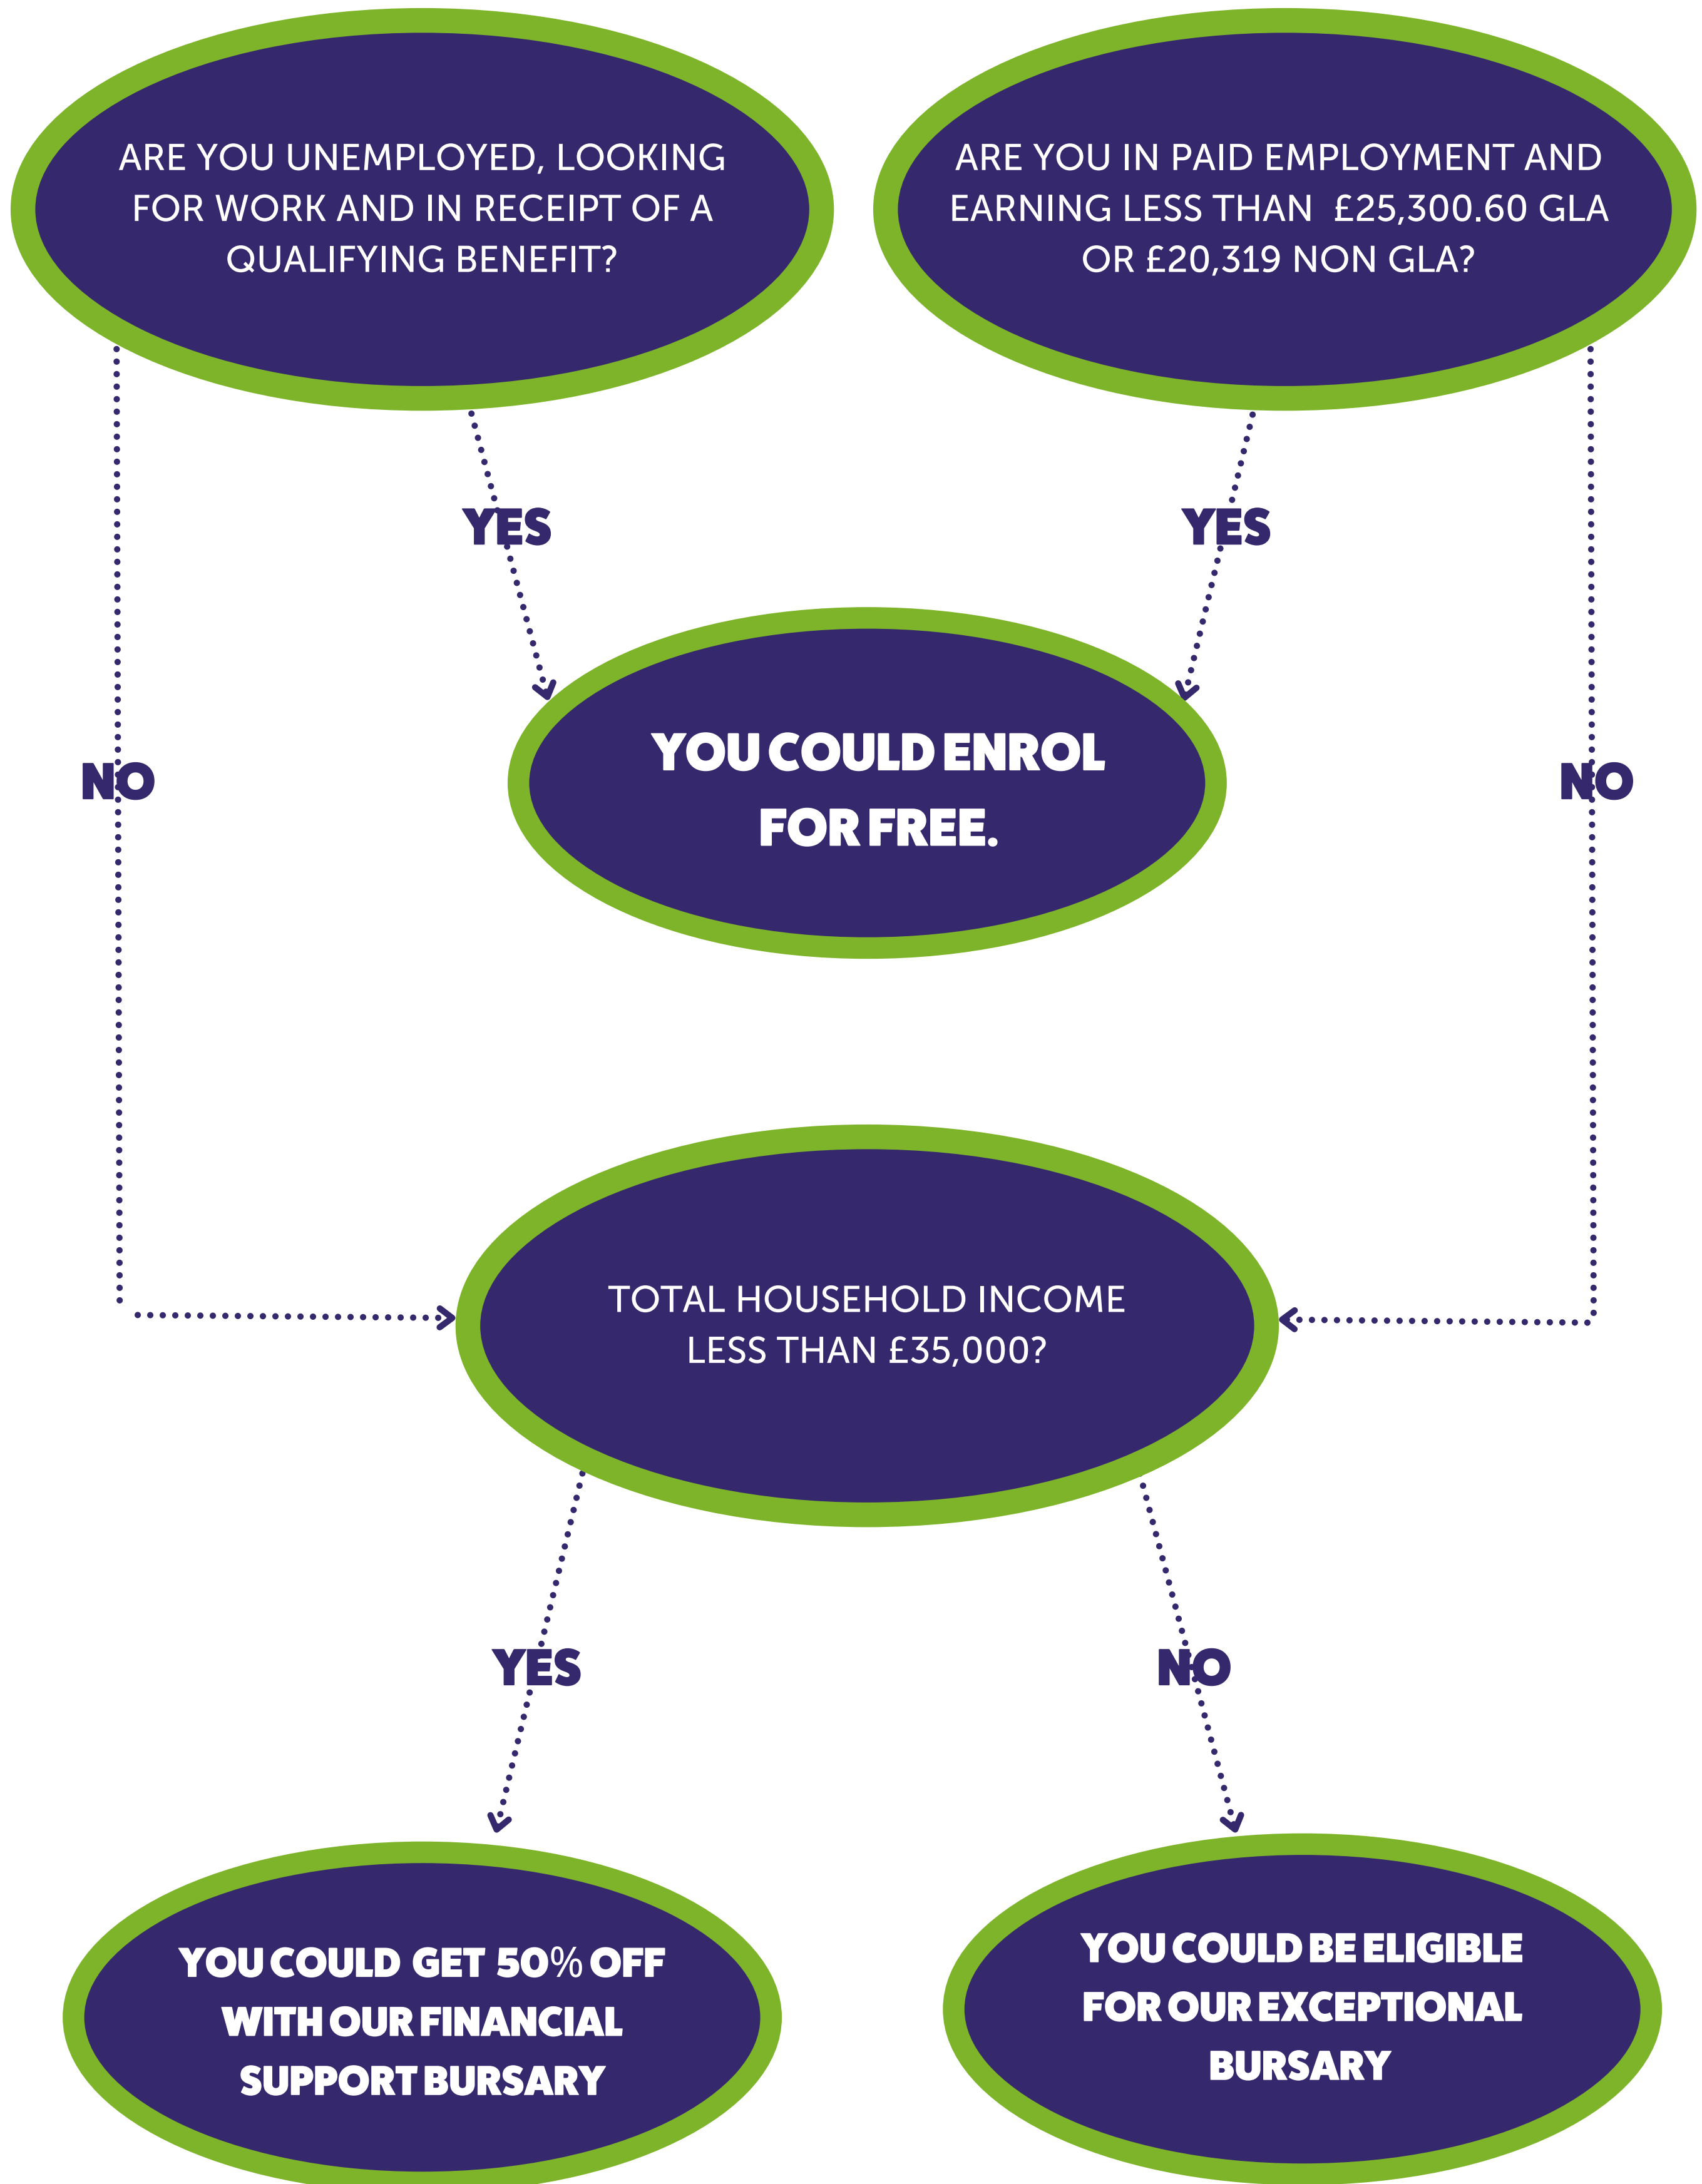 ARE YOU UNEMPLOYED, LOOKING
FOR WORK AND IN RECEIPT OF A
QUALIFYING BENEFIT?
ARE YOU IN PAID EMPLOYMENT AND
EARNING LESS THAN £25,300.60 GLA
OR £20,319 NON GLA?
YES
YES
YOU COULD ENROL
FOR FREE.
NO
NO
TOTAL HOUSEHOLD INCOME
LESS THAN £35,000?
YES
NO
YOU COULD GET 50% OFF
WITH OUR FINANCIAL
SUPPORT BURSARY
YOU COULD BE ELIGIBLE
FOR OUR EXCEPTIONAL
BURSARY